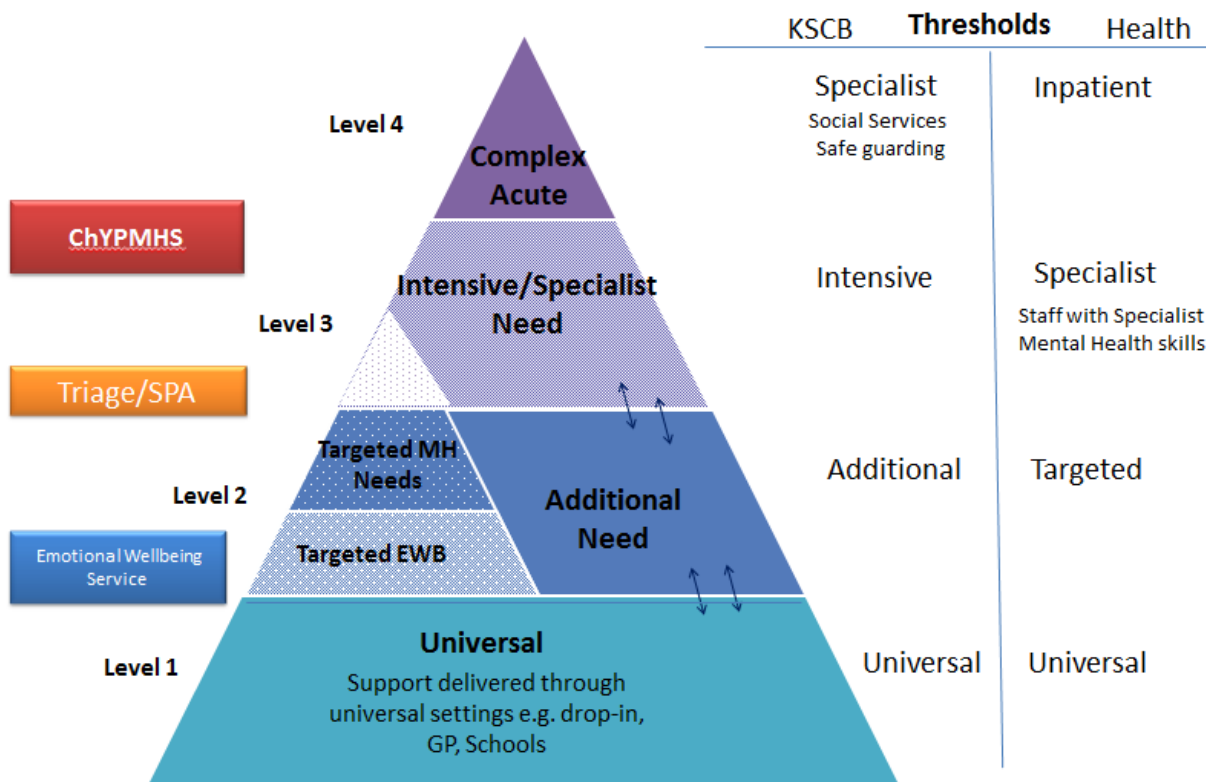 KSCB Thresholds Health
Level 4
Complex
Acute
Specialist
Social Services
Safe guarding
Inpatient
ChYPMHS
Intensive/Specialist
Need
Intensive
Specialist
Staff with Specialist
Mental Health skills
Level 3
Triage/SPA
Targeted MH
Needs
Level 2
Additional
Need
Additional
Targeted
Emotional Wellbeing
Service
Targeted EWB
Level 1
Universal
Support delivered through
universal settings e.g. drop-in,
GP, Schools
Universal
Universal